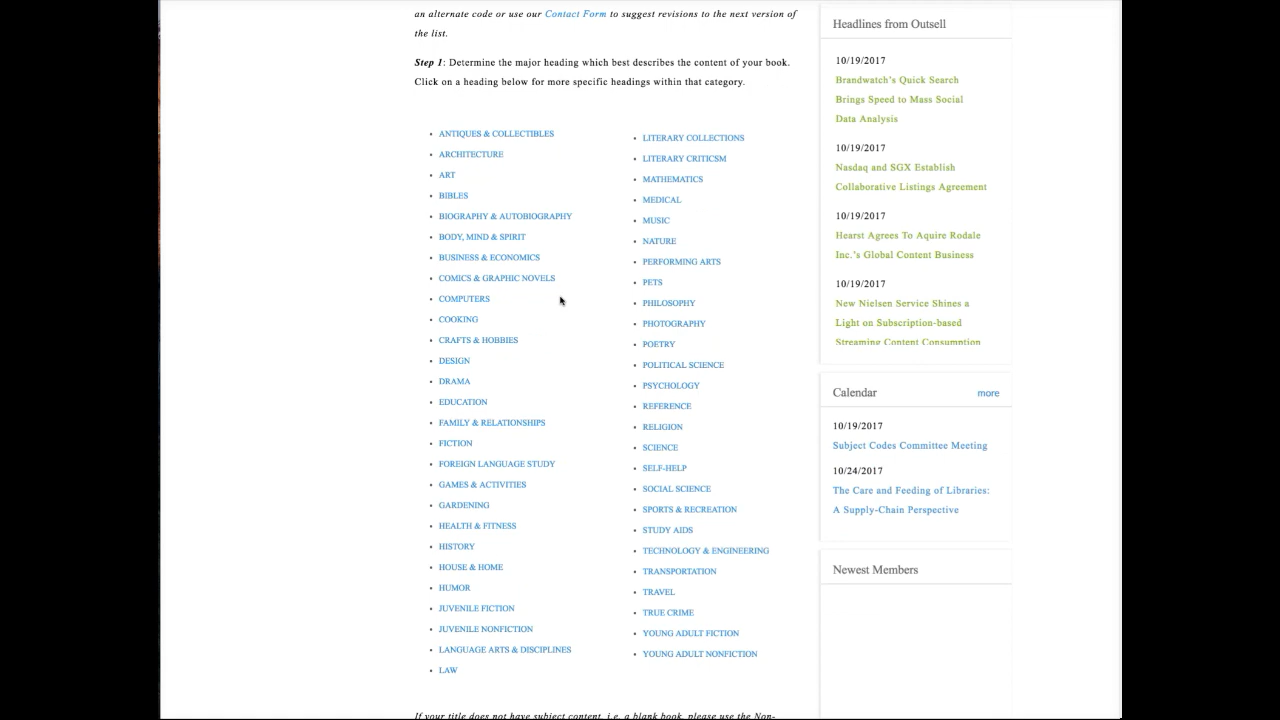 an alternate code or use our Contact Form to suggest revisions to the next version of
the list.
Step 1: Determine the major heading which best describes the content of your book.
Click on a heading below for more specific headings within that category.
ANTIQUES & COLLECTIBLES
ARCHITECTURE
ART
BIBLES
BIOGRAPHY & AUTOBIOGRAPHY
BODY, MIND & SPIRIT
BUSINESS & ECONOMICS
COMICS & GRAPHIC NOVELS
COMPUTERS
COOKING
CRAFTS & HOBBIES
DESIGN
DRAMA
EDUCATION
FAMILY & RELATIONSHIPS
FICTION
FOREIGN LANGUAGE STUDY
GAMES & ACTIVITIES
GARDENING
HEALTH & FITNESS
HISTORY
HOUSE & HOME
HUMOR
JUVENILE FICTION
JUVENILE NONFICTION
LANGUAGE ARTS & DISCIPLINES
LAW
LITERARY COLLECTIONS
LITERARY CRITICSM
MATHEMATICS
MEDICAL
MUSIC
NATURE
PERFORMING ARTS
PETS
PHILOSOPHY
PHOTOGRAPHY
POETRY
POLITICAL SCIENCE
PSYCHOLOGY
REFERENCE
RELIGION
SCIENCE
SELF-HELP
SOCIAL SCIENCE
SPORTS & RECREATION
STUDY AIDS
TECHNOLOGY & ENGINEERING
TRANSPORTATION
TRAVEL
TRUE CRIME
YOUNG ADULT FICTION
YOUNG ADULT NONFICTION
If your title does not have subject content, i.e. a blank book, please use the Non-
Headlines from Outsell
10/19/2017
Brandwatch's Quick Search
Brings Speed to Mass Social
Data Analysis
10/19/2017
Nasdaq and SGX Establish
Collaborative Listings Agreement
10/19/2017
Hearst Agrees To Aquire Rodale
Inc.'s Global Content Business
10/19/2017
New Nielsen Service Shines a
Light on Subscription-based
Streaming Content Consumption
Calendar more
10/19/2017
Subject Codes Committee Meeting
10/24/2017
The Care and Feeding of Libraries:
A Supply-Chain Perspective
Newest Members